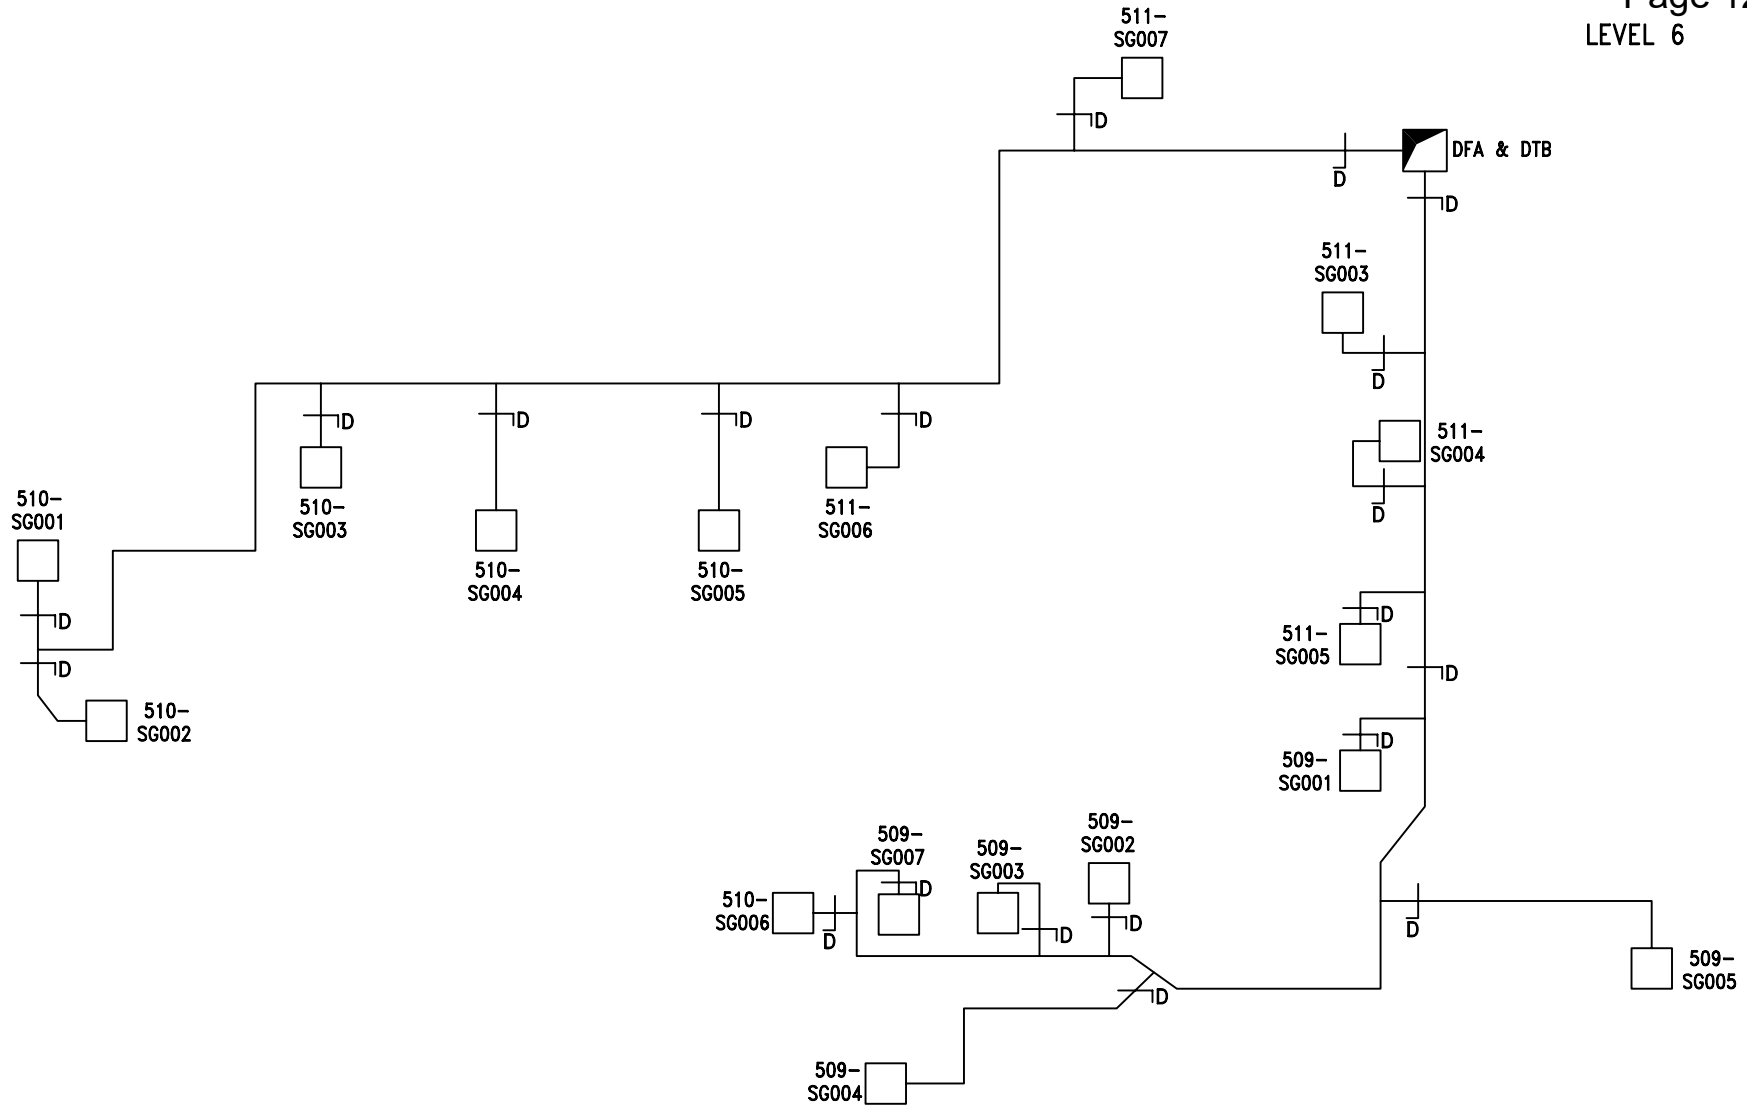 Page 12
LEVEL 6
511-
SG007
D
DFA & DTB
D
D
511-
SG003
D
511-
SG004
D
D
D
D
D
511-
SG006
510-
SG003
510-
SG004
510-
SG005
510-
SG001
D
D
510-
SG002
D
511-
SG005
D
D
509-
SG001
509-
SG002
509-
SG007
509-
SG003
D
510-
SG006
D
D
D
D
509-
SG005
D
509-
SG004